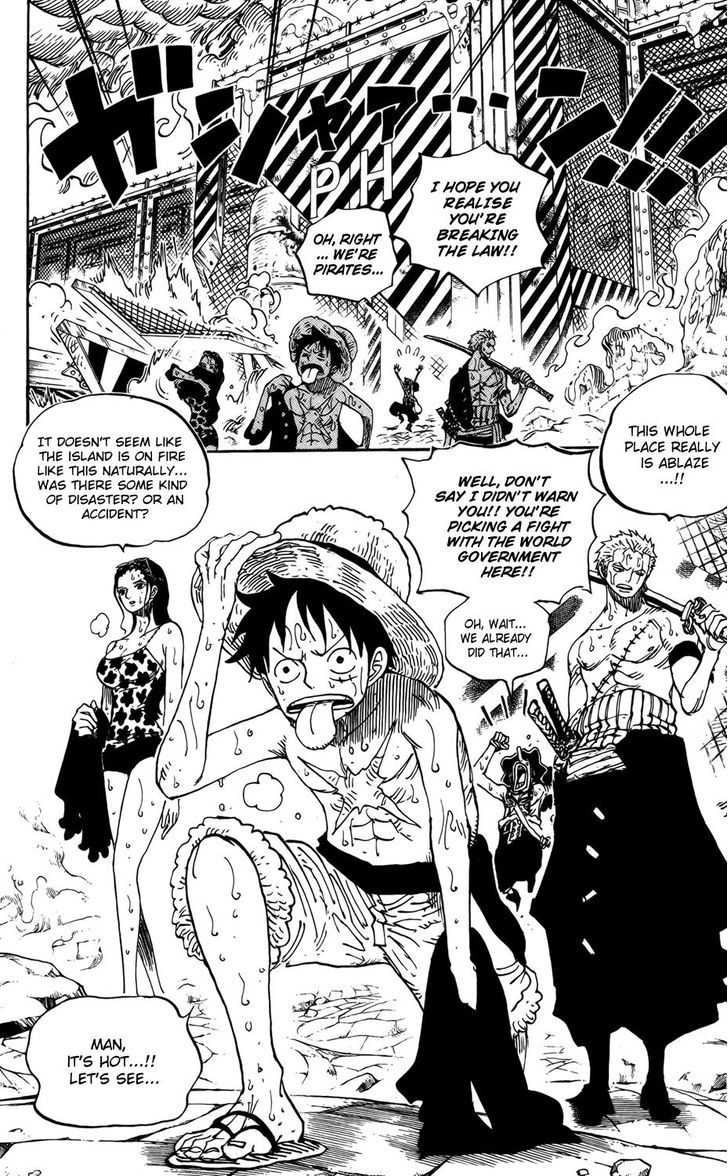 ガシャアー…ン!!!
PH
I HOPE YOU
REALISE
YOU'RE
BREAKING
THE LAW!!
OH, RIGHT
... WE'RE
PIRATES...
THIS WHOLE
PLACE REALLY
IS ABLAZE
...!!
WELL, DON'T
SAY I DIDN'T WARN
YOU!! YOU'RE
PICKING A FIGHT
WITH THE WORLD
GOVERNMENT
HERE!!
OH, WAIT...
WE ALREADY
DID THAT...
IT DOESN'T SEEM LIKE
THE ISLAND IS ON FIRE
LIKE THIS NATURALLY...
WAS THERE SOME KIND
OF DISASTER? OR AN
ACCIDENT?
MAN,
IT'S HOT...!!
LET'S SEE...